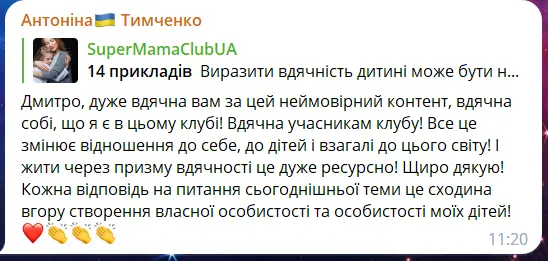 Антоніна🇺🇦 Тимченко
SuperMamaClubUA
14 прикладів Виразити вдячність дитині може бути н...
Дмитро, дуже вдячна вам за цей неймовірний контент, вдячна
собі, що я є в цьому клубі! Вдячна учасникам клубу! Все це
змінює відношення до себе, до дітей і взагалі до цього світу! І
жити через призму вдячності це дуже ресурсно! Щиро дякую!
Кожна відповідь на питання сьогоднішньої теми це сходина
вгору створення власної особистості та особистості моїх дітей!
❤️👏👏👏
11:20